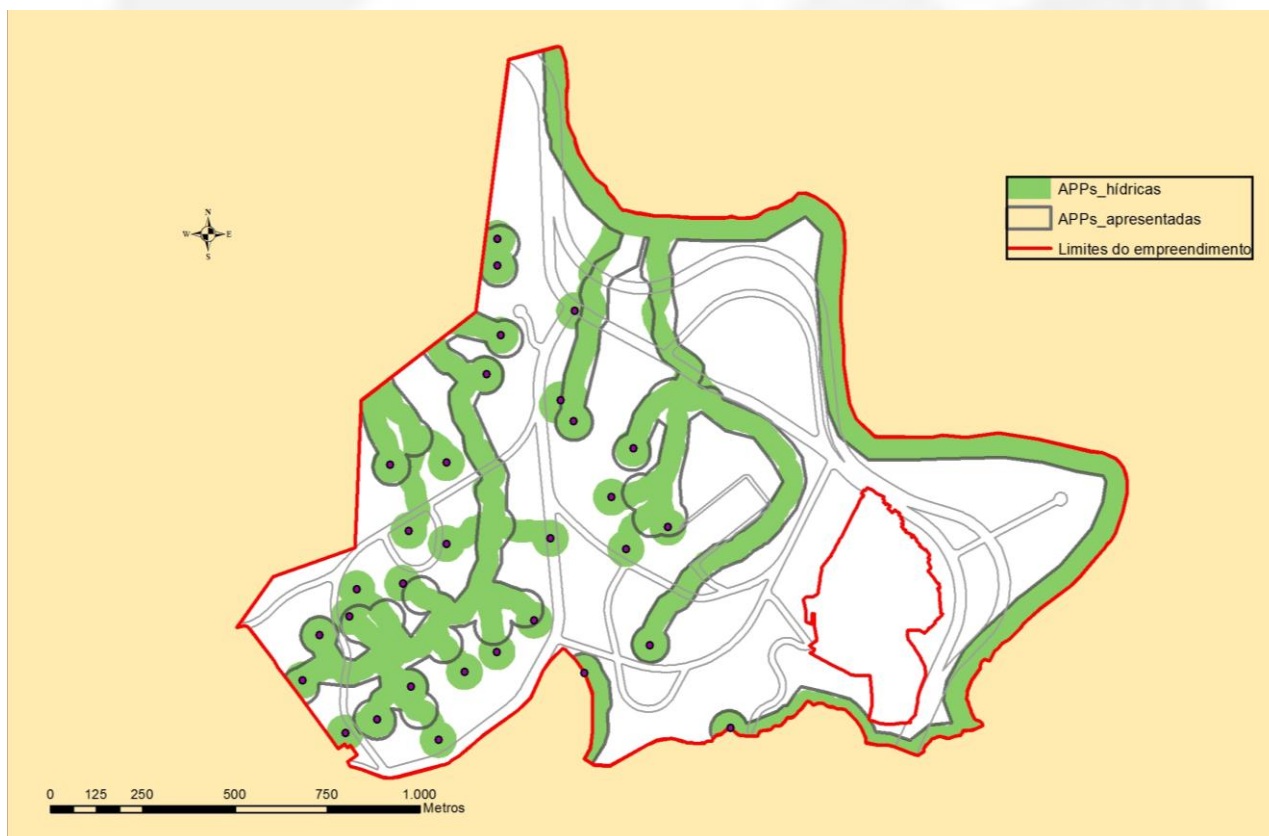 N
W E
S
APPs_hídricas
APPs_apresentadas
Limites do empreendimento
0 125 250 500 750 1.000
Metros